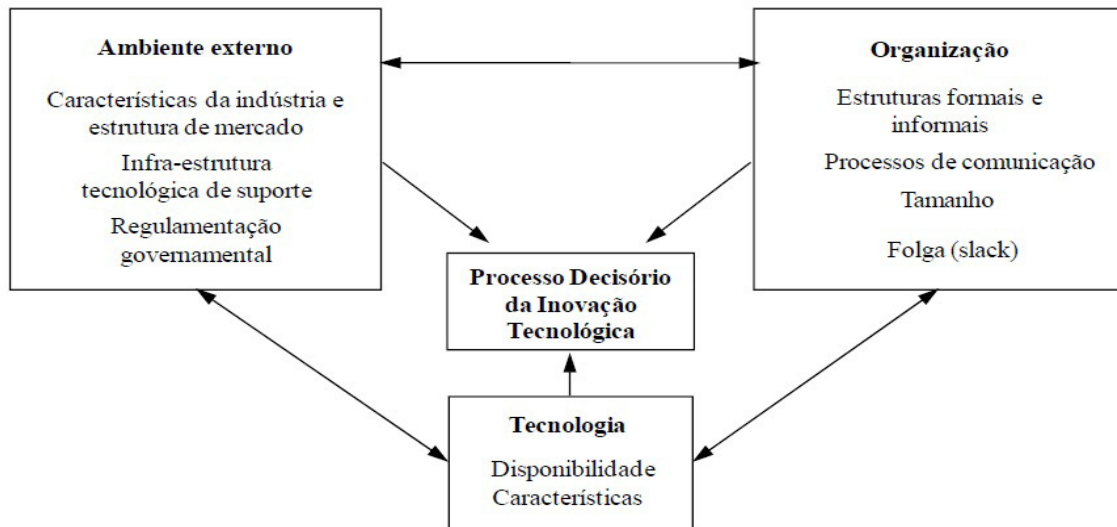 Ambiente externo
Características da indústria e
estrutura de mercado
Infra-estrutura
tecnológica de suporte
Regulamentação
governamental
Organização
Estruturas formais e
informais
Processos de comunicação
Tamanho
Folga (slack)
Processo Decisório
da Inovação
Tecnológica
Tecnologia
Disponibilidade
Características